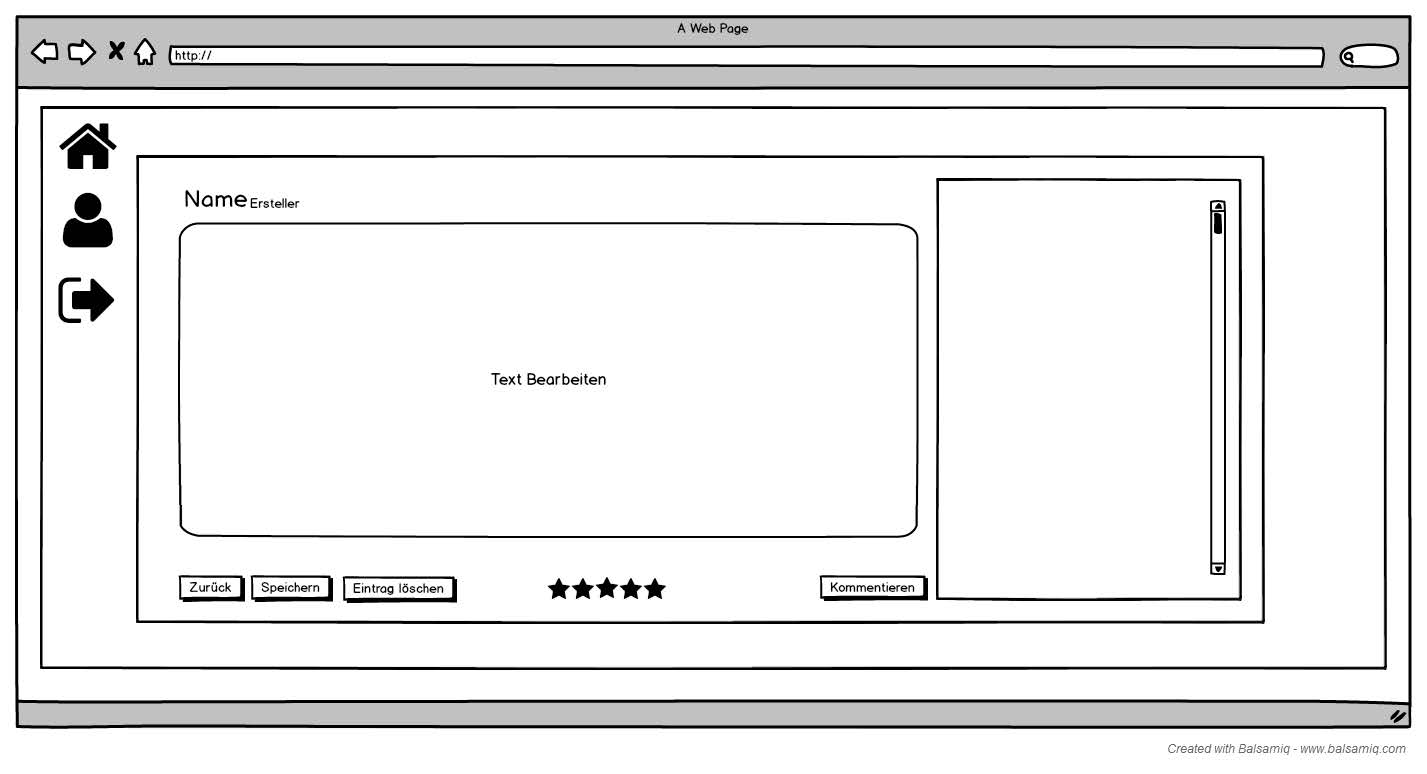 A Web Page
http://
Name Ersteller
Text Bearbeiten
Zurück Speichern Eintrag löschen Kommentieren
Created with Balsamiq - www.balsamiq.com